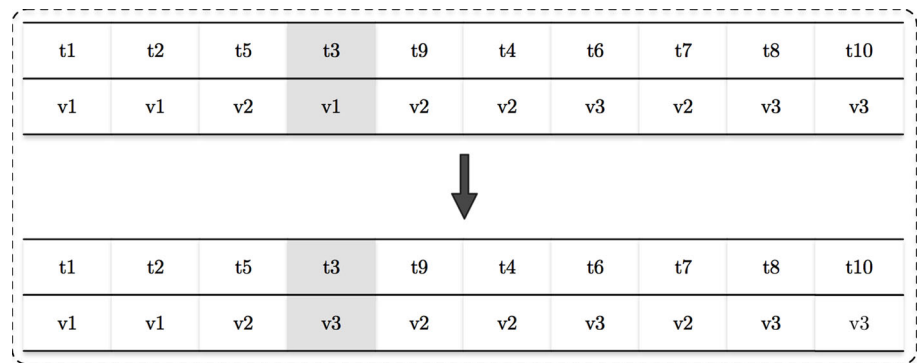 t1 t2 t5 t3 t9 t4 t6 t7 t8 t10
v1 v1 v2 v1 v2 v2 v3 v2 v3 v3
t1 t2 t5 t3 t9 t4 t6 t7 t8 t10
v1 v1 v2 v3 v2 v2 v3 v2 v3 v3